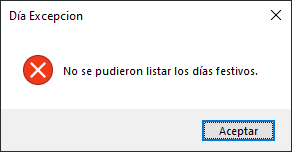 Día Excepcion
No se pudieron listar los días festivos.
Aceptar